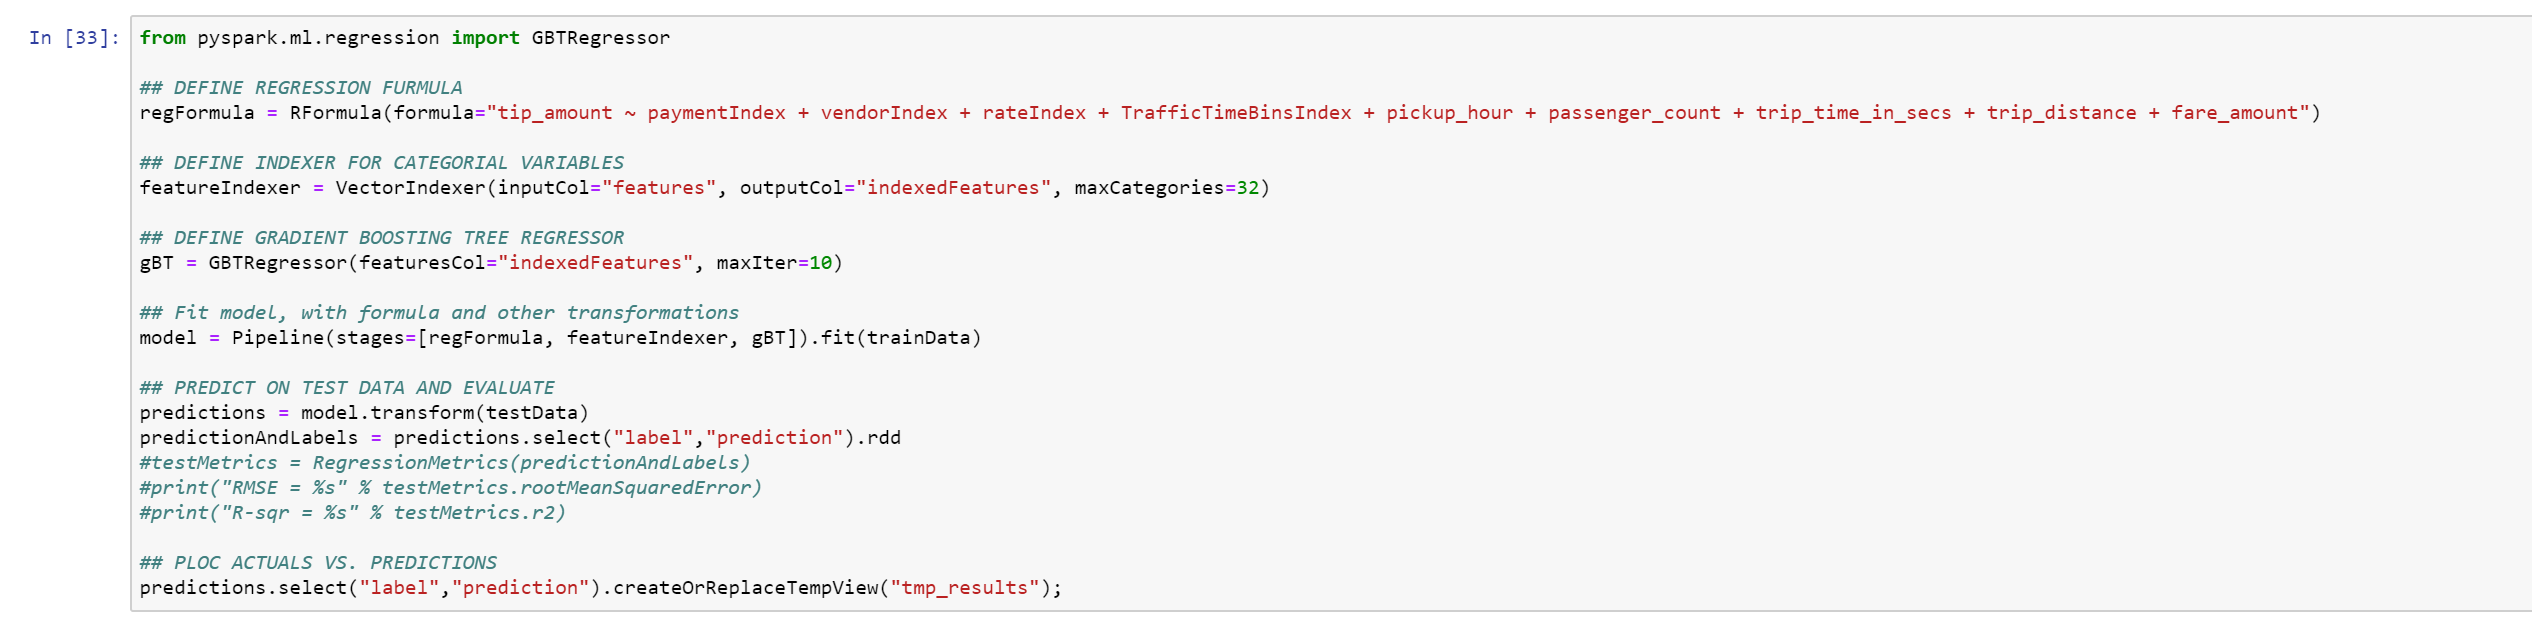 In [33]: from pyspark.ml.regression import GBTRegressor
## DEFINE REGRESSION FURMULA
regFormula = RFormula(formula="tip_amount ~ paymentIndex + vendorIndex + rateIndex + TrafficTimeBinsIndex + pickup_hour + passenger_count + trip_time_in_secs + trip_distance + fare_amount")
## DEFINE INDEXER FOR CATEGORIAL VARIABLES
featureIndexer = VectorIndexer(inputCol="features", outputCol="indexedFeatures", maxCategories=32)
## DEFINE GRADIENT BOOSTING TREE REGRESSOR
gBT = GBTRegressor(featuresCol="indexedFeatures", maxIter=10)
## Fit model, with formula and other transformations
model = Pipeline(stages=[regFormula, featureIndexer, gBT]).fit(trainData)
## PREDICT ON TEST DATA AND EVALUATE
predictions = model.transform(testData)
predictionAndLabels = predictions.select("label","prediction").rdd
#testMetrics = RegressionMetrics(predictionAndLabels)
#print("RMSE = %s" % testMetrics.rootMeanSquaredError)
#print("R-sqr = %s" % testMetrics.r2)
## PLOC ACTUALS VS. PREDICTIONS
predictions.select("label","prediction").createOrReplaceTempView("tmp_results");